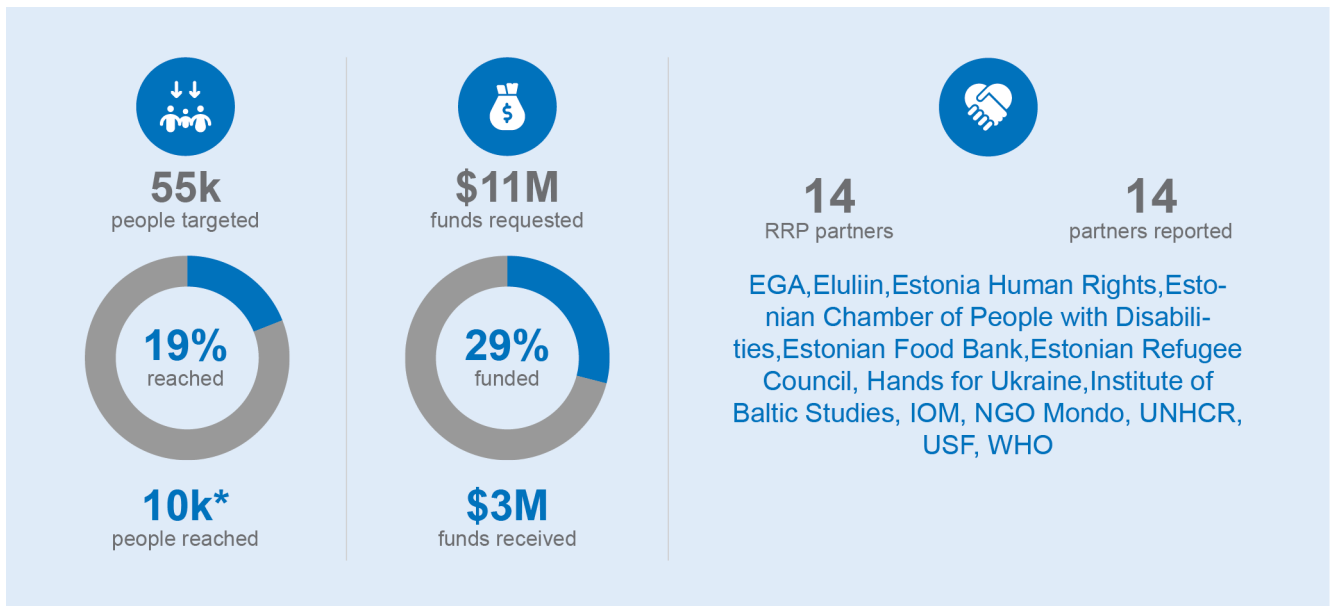 55k
people targeted
19%
reached
10k*
people reached
$
$11M
funds requested
29%
funded
$3M
funds received
14
RRP partners
14
partners reported
EGA,Eluliin,Estonia Human Rights,Esto-
nian Chamber of People with Disabili-
ties,Estonian Food Bank,Estonian Refugee
Council, Hands for Ukraine,Institute of
Baltic Studies, IOM, NGO Mondo, UNHCR,
USF, WHO